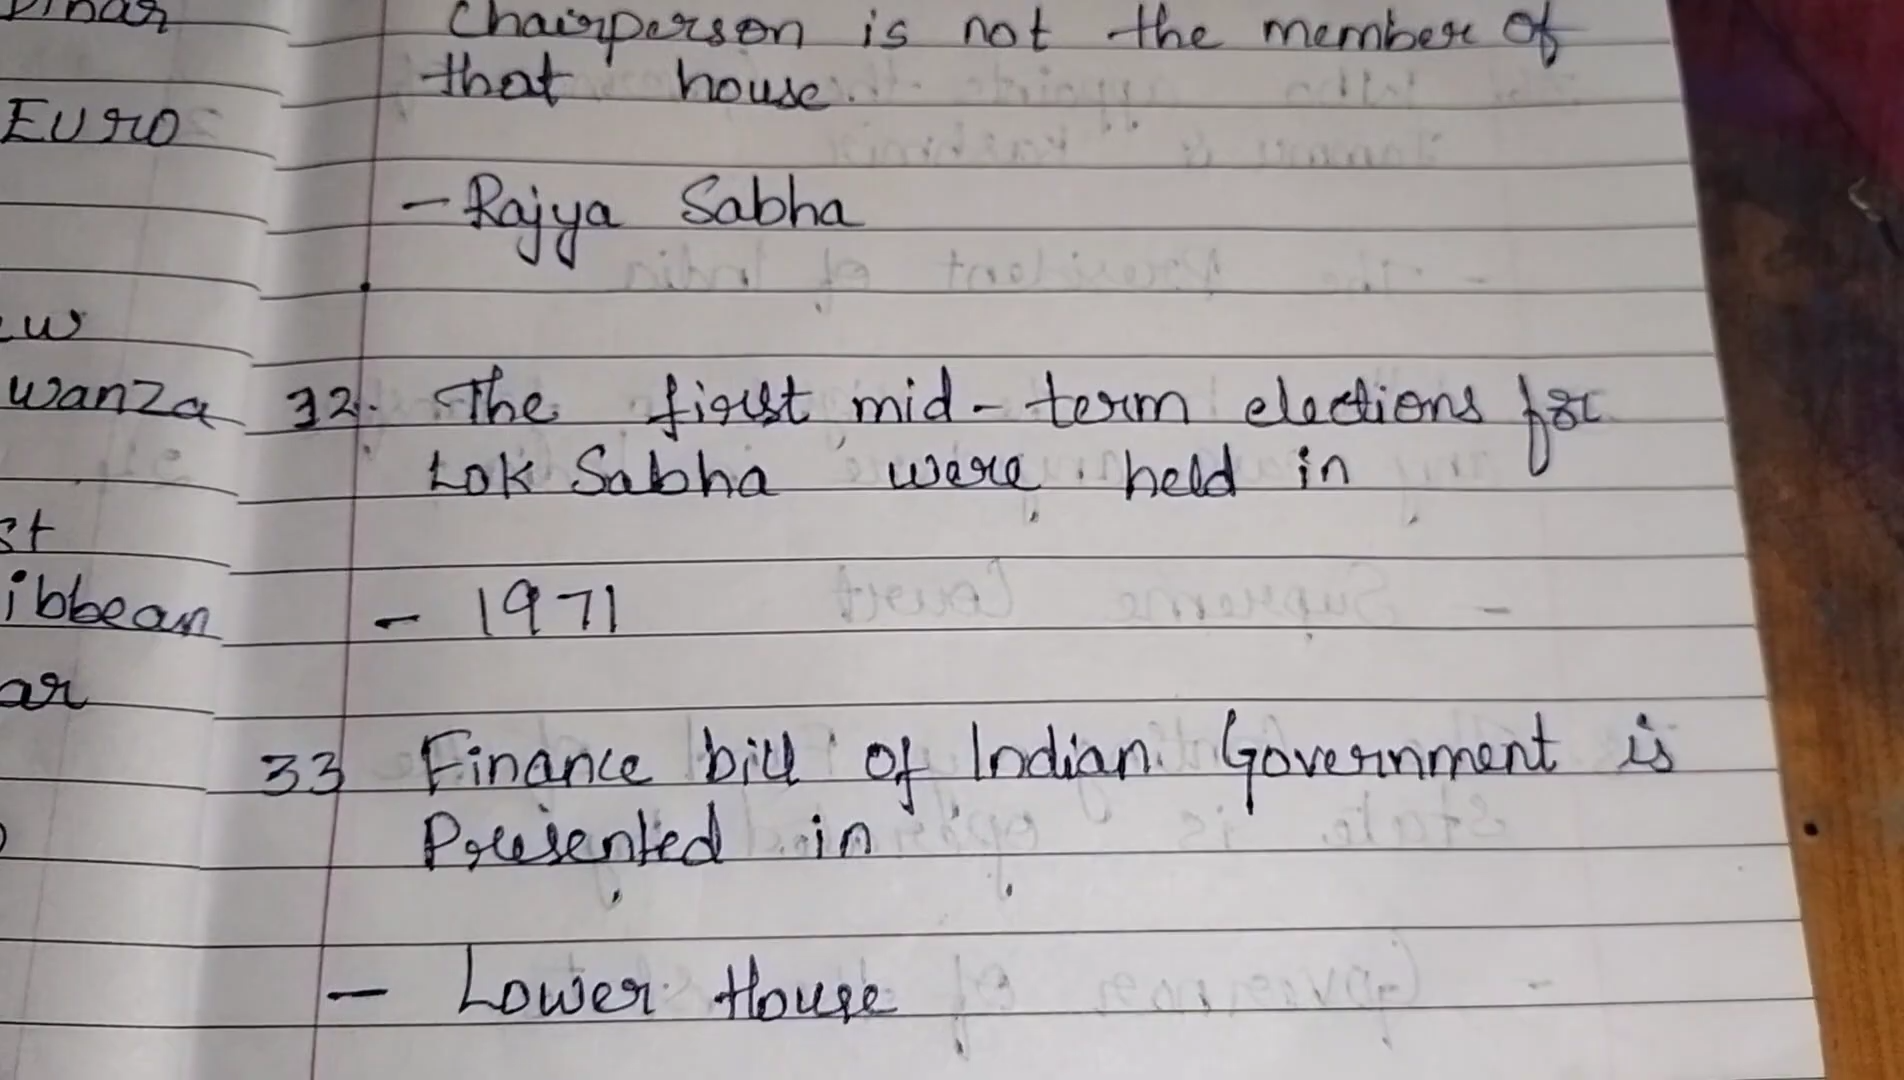 Dinar
EURO
wanza
st
ibbean
ar
Chairperson is not the member of
that house.
- Rajya Sabha
32. The first mid-term elections for
Lok Sabha were held in
- 1971
33 Finance bill of Indian Government is
Presented in
- Lower House